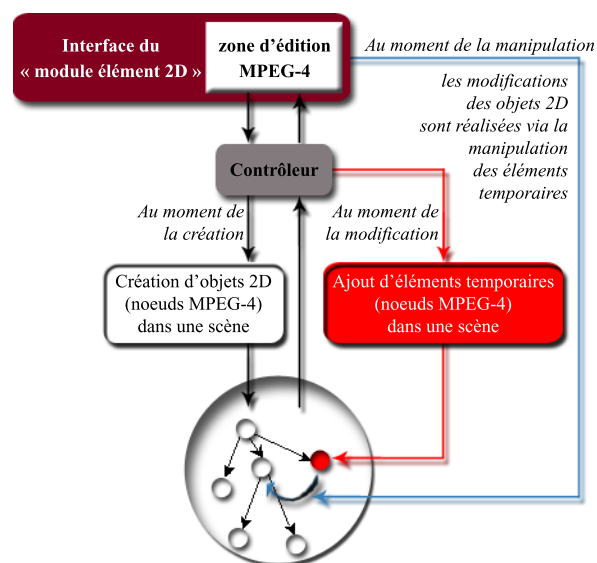 Interface du
« module élément 2D »
zone d'édition
MPEG-4
Au moment de la manipulation
les modifications
des objets 2D
sont réalisées via la
manipulation
des éléments
temporaires
Contrôleur
Au moment de
la création
Au moment de
la modification
Création d'objets 2D
(noeuds MPEG-4)
dans une scène
Ajout d'éléments temporaires
(noeuds MPEG-4)
dans une scène